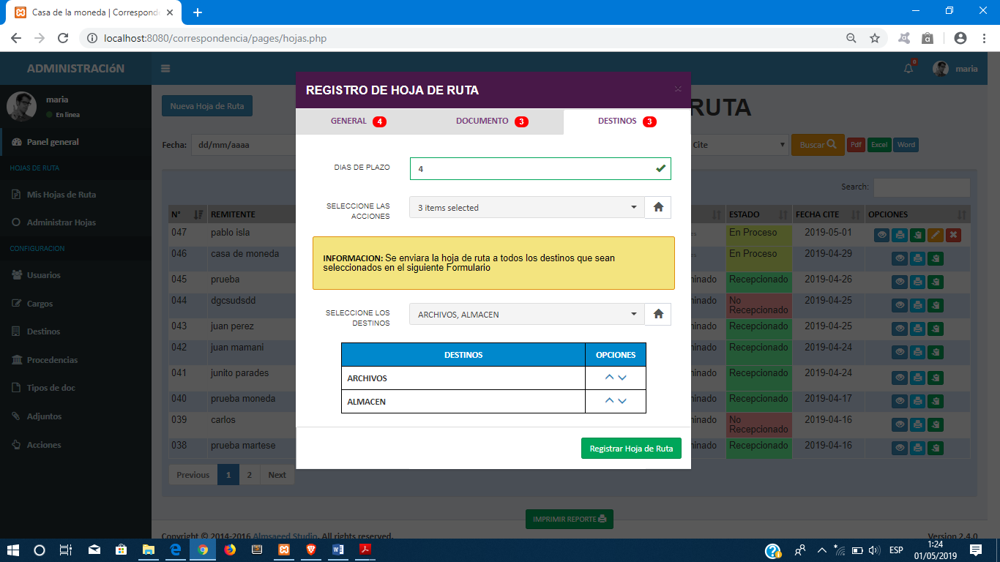 Casa de la moneda | Correspond
localhost:8080/correspondencia/pages/hojas.php
ADMINISTRACIóN
0
maria
maria
En linea
Panel general
HOJAS DE RUTA
Mis Hojas de Ruta
Administrar Hojas
CONFIGURACION
Usuarios
Cargos
Destinos
Procedencias
Tipos de doc
Adjuntos
Acciones
Nueva Hoja de Ruta
RUTA
Fecha: dd/mm/aaaa
Cite Buscar Pdf Excel Word
Search:
N° REMITENTE ESTADO FECHA CITE OPCIONES
047 pablo isla En Proceso 2019-05-01
046 casa de moneda En Proceso 2019-04-29
045 prueba minado Recepcionado 2019-04-26
044 dgcsudsdd minado No Recepcionado 2019-04-25
043 juan perez minado Recepcionado 2019-04-25
042 juan mamani minado Recepcionado 2019-04-24
041 junito parades minado Recepcionado 2019-04-24
040 prueba moneda minado Recepcionado 2019-04-17
039 carlos minado No Recepcionado 2019-04-16
038 prueba martese minado Recepcionado 2019-04-16
Previous 1 2 Next
IMPRIMIR REPORTE
Copyright © 2014-2016 Almsaeed Studio. All rights reserved.
Version 2.4.0
REGISTRO DE HOJA DE RUTA
×
GENERAL 4 DOCUMENTO 3 DESTINOS 3
DIAS DE PLAZO 4
SELECCIONE LAS ACCIONES 3 items selected
INFORMACION: Se enviara la hoja de ruta a todos los destinos que sean
seleccionados en el siguiente Formulario
SELECCIONE LOS DESTINOS ARCHIVOS, ALMACEN
DESTINOS OPCIONES
ARCHIVOS
ALMACEN
Registrar Hoja de Ruta
ESP
1:24
01/05/2019